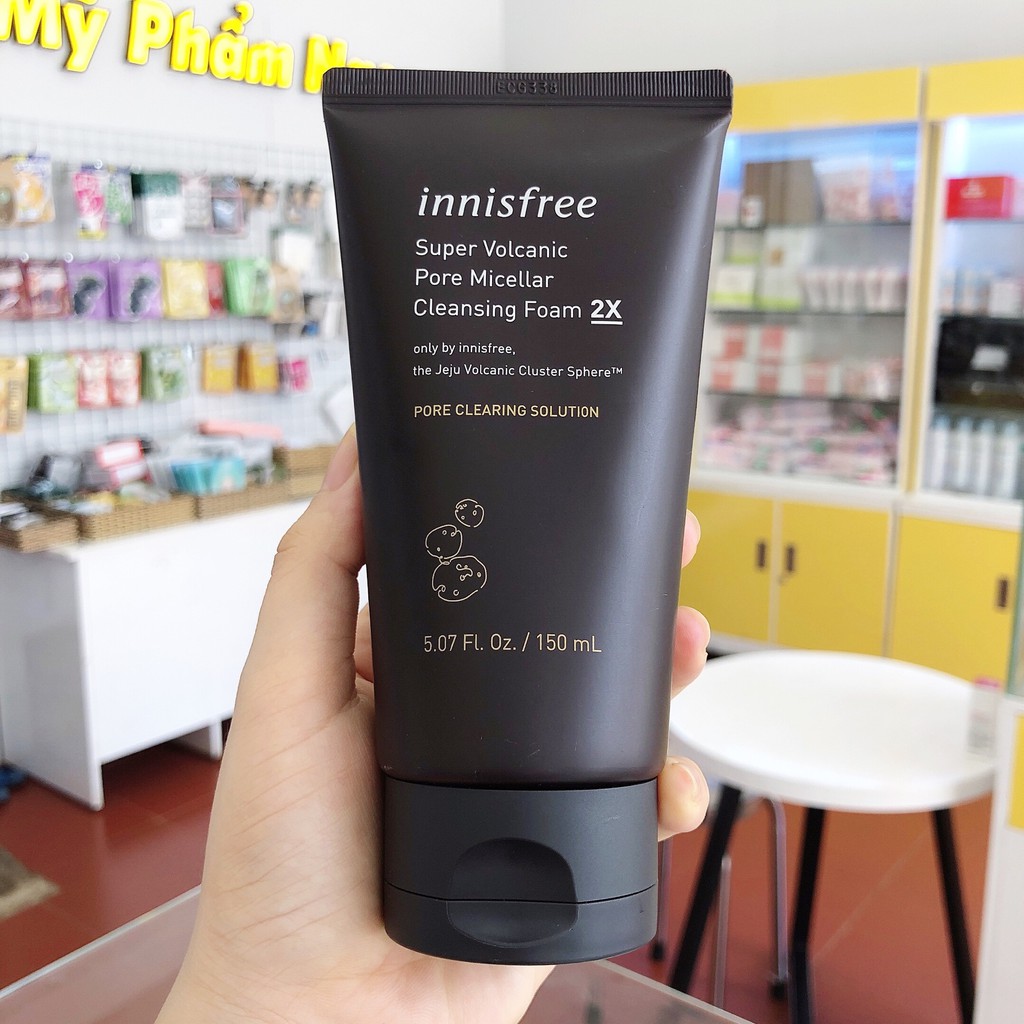 Mỹ Phẩm
ECG338
innisfree
Super Volcanic
Pore Micellar
Cleansing Foam 2X
only by innisfree,
the Jeju Volcanic Cluster Sphere™
PORE CLEARING SOLUTION
5.07 Fl. Oz. / 150 mL